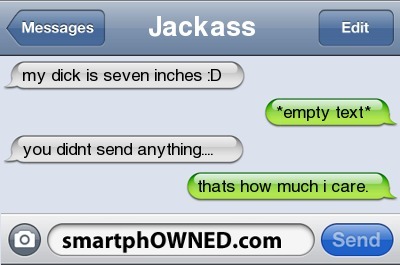 Messages Jackass Edit
my dick is seven inches :D
*empty text*
you didnt send anything....
thats how much i care.
smartphOWNED.com Send